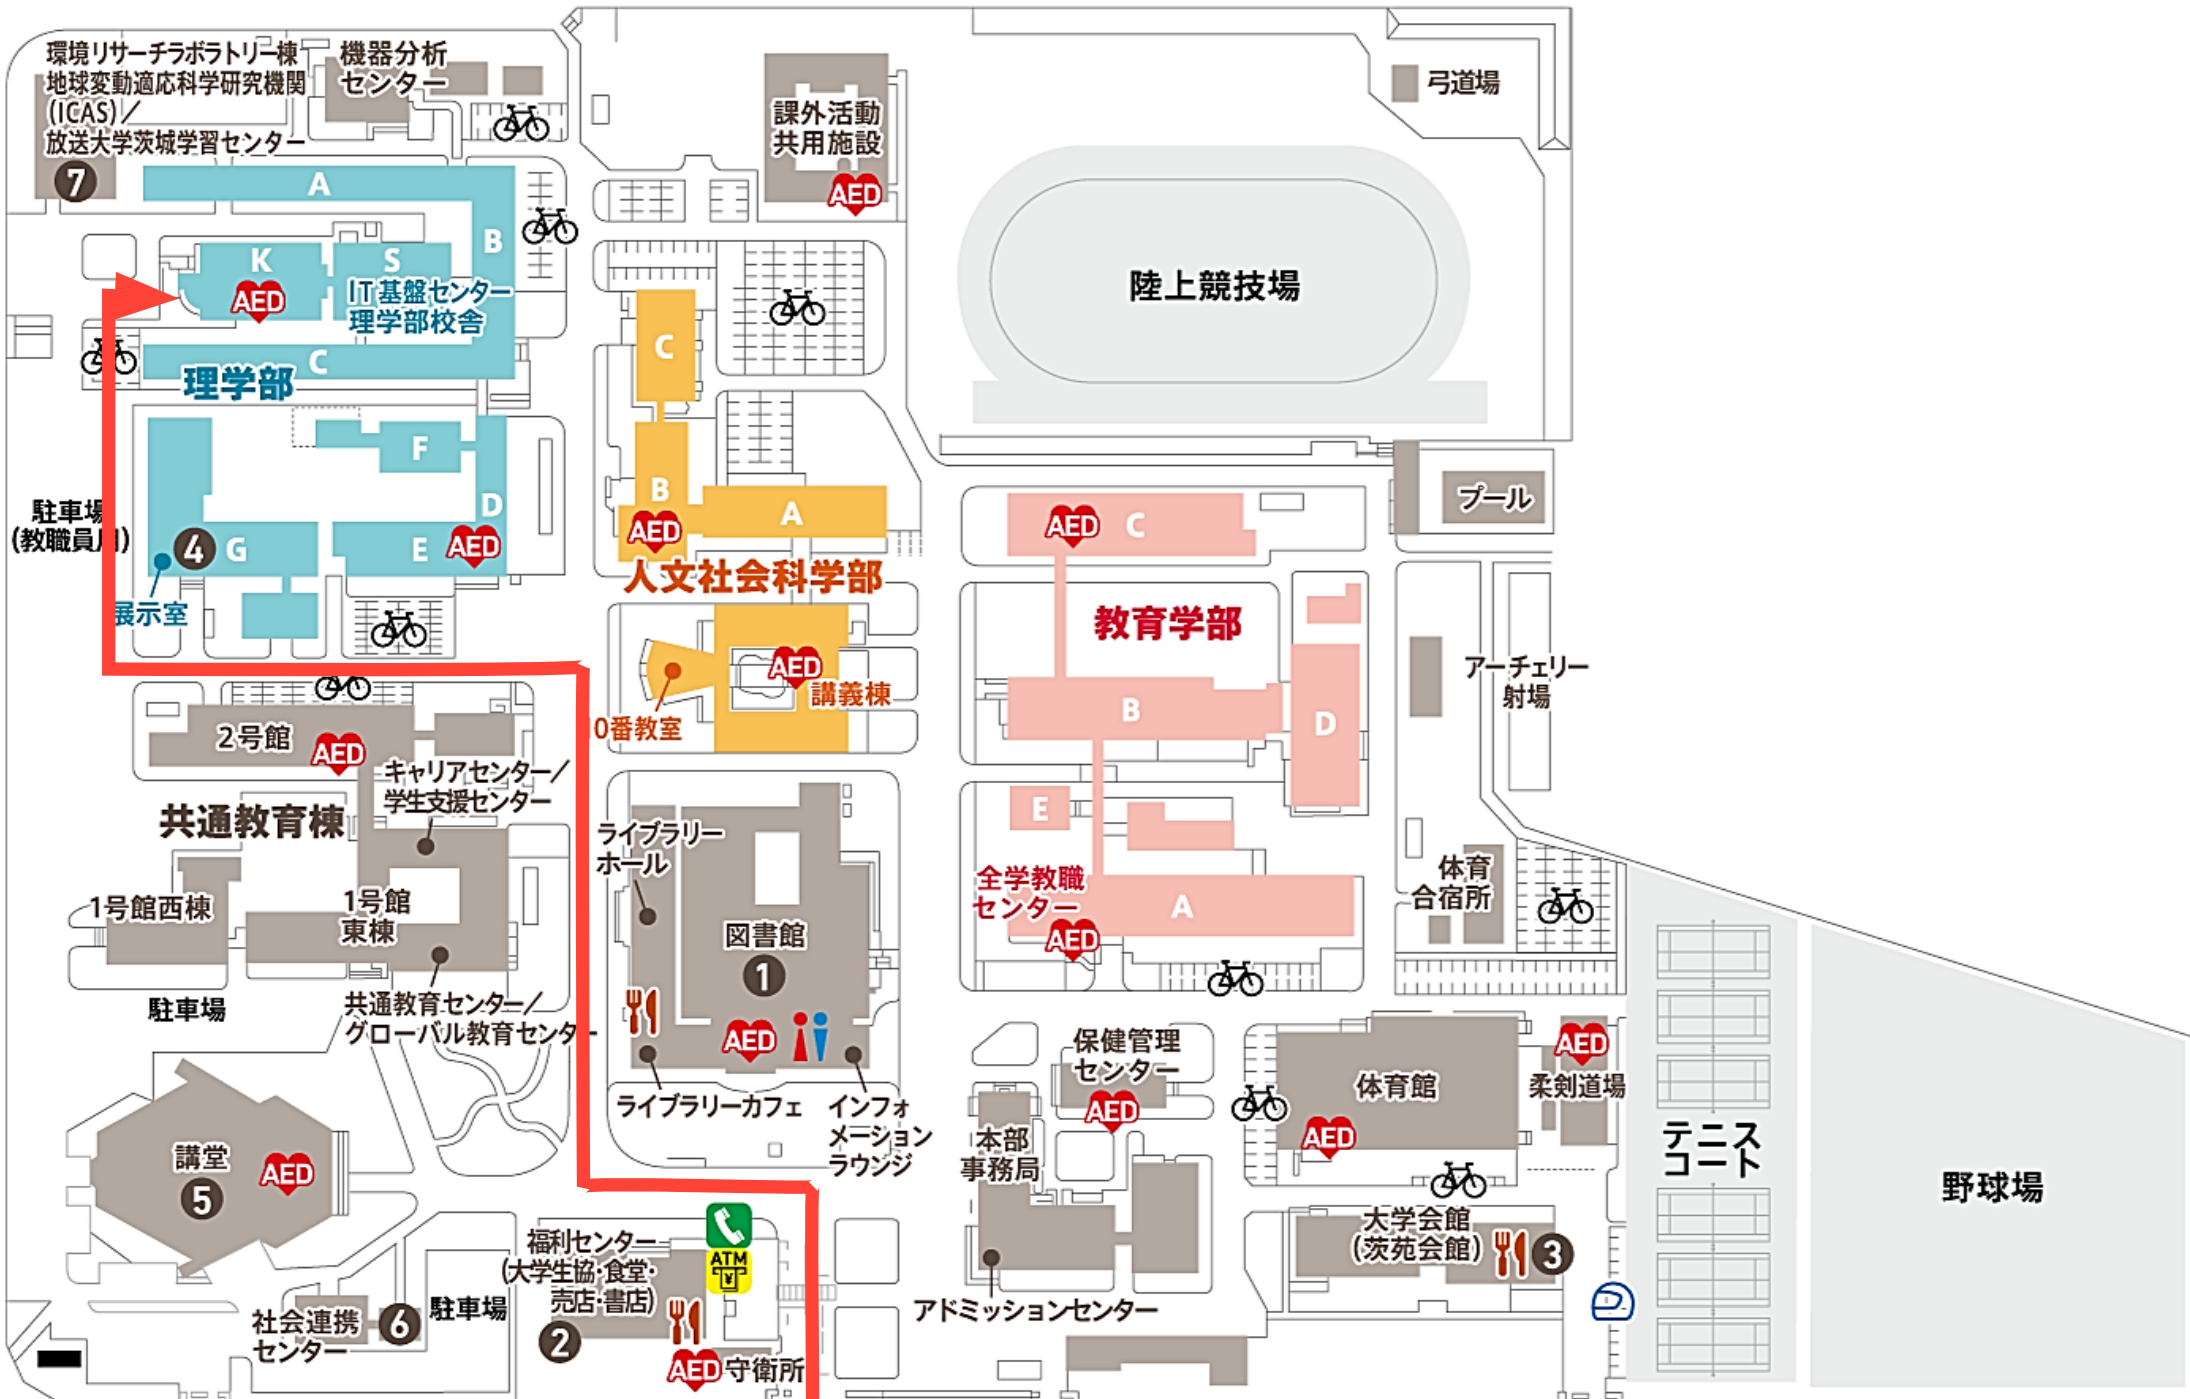 環境リサーチラボラトリー棟
地球変動適応科学研究機関
(ICAS)／
放送大学茨城学習センター
7
機器分析
センター
課外活動
共用施設
AED
弓道場
A
B
K
S
AED
IT基盤センター
理学部校舎
C
理学部
陸上競技場
C
B
A
AED
人文社会科学部
F
D
駐車場
(教職員用)
4
G
E
AED
展示室
AED
C
プール
教育学部
AED
講義棟
0番教室
B
D
アーチェリー
射場
2号館
AED
キャリアセンター／
学生支援センター
共通教育棟
1号館西棟
1号館
東棟
駐車場
共通教育センター／
グローバル教育センター
ライブラリー
ホール
図書館
1
AED
ライブラリーカフェ
インフォ
メーション
ラウンジ
E
全学教職
センター
A
AED
体育
合宿所
保健管理
センター
AED
本部
事務局
体育館
AED
AED
柔剣道場
テニス
コート
野球場
講堂
5
AED
福利センター
(大学生協・食堂・
売店・書店)
2
ATM
¥
AED
守衛所
社会連携
センター
6
駐車場
アドミッションセンター
大学会館
(茨苑会館)
3